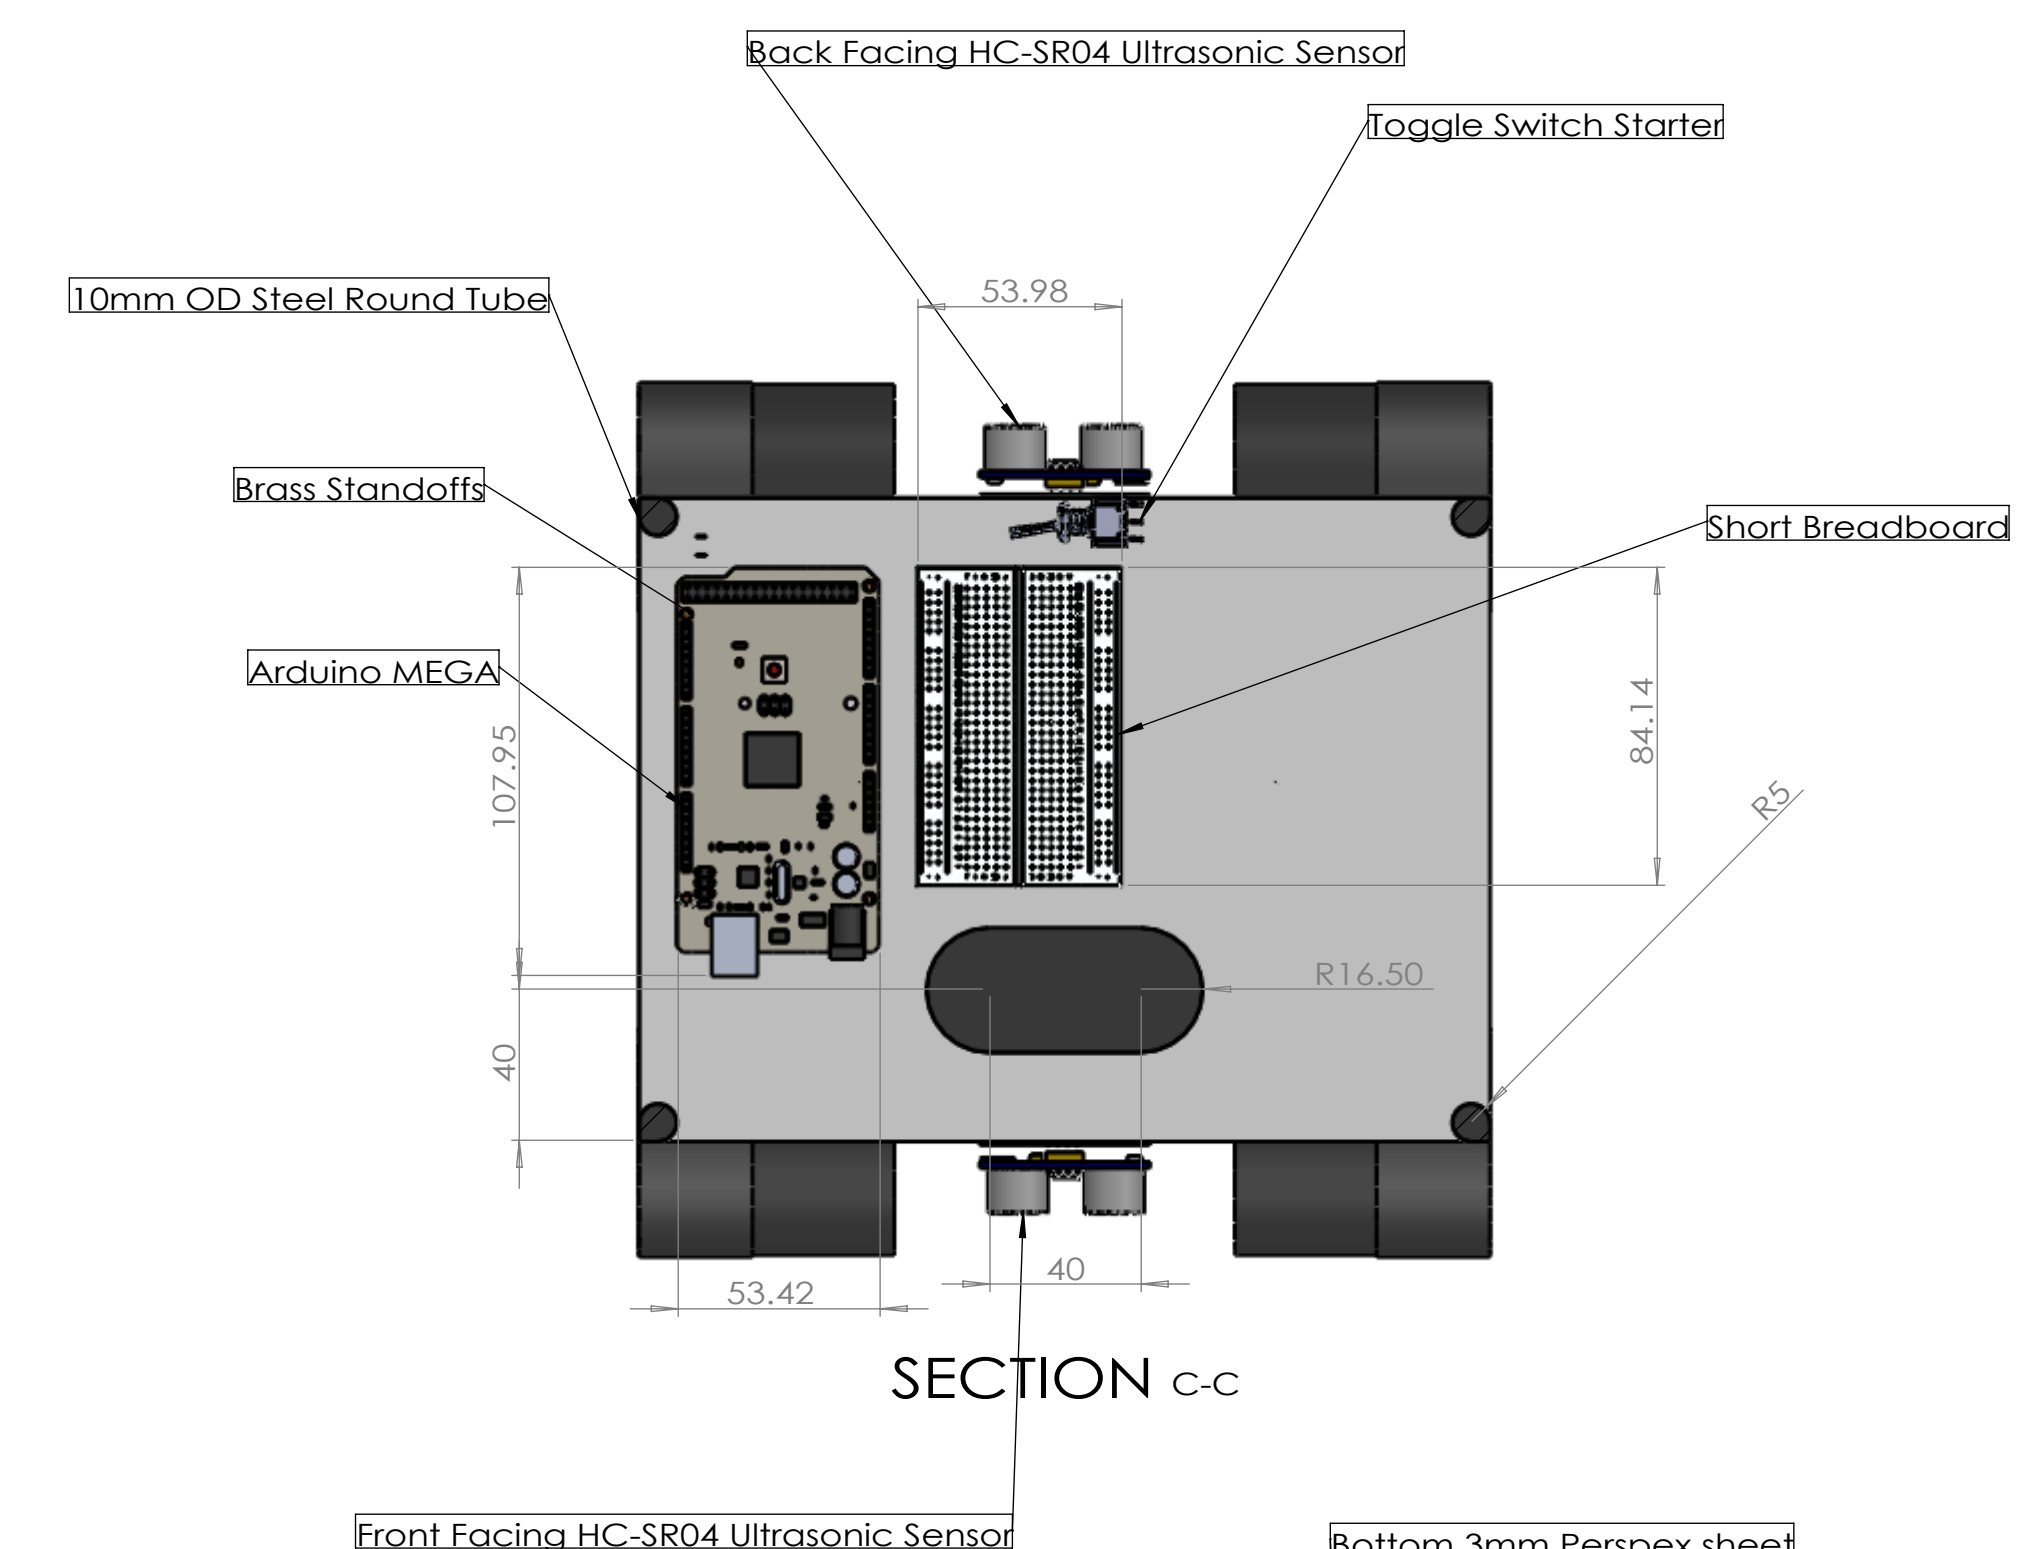 Back Facing HC-SR04 Ultrasonic Sensor
Toggle Switch Starter
53.98
10mm OD Steel Round Tube
Brass Standoffs
Short Breadboard
Arduino MEGA
107.95
84.14
R5
R16.50
40
40
53.42
SECTION C-C
Front Facing HC-SR04 Ultrasonic Sensor
Bottom 3mm Perspex sheet